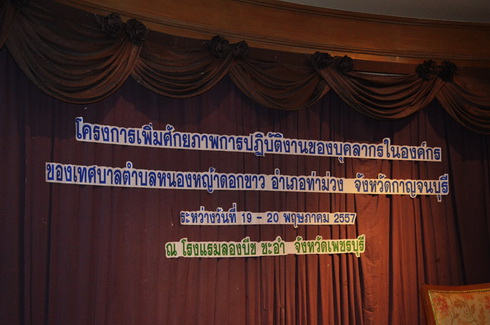 โครงการเพิ่มศักยภาพการปฏิบัติงานของบุคลากรในองค์กร
ของเทศบาลตำบลหนองหญ้าดอกขาว อำเภอท่าม่วง จังหวัดกาญจนบุรี
ระหว่างวันที่ 19 - 20 พฤษภาคม 2557
ณ โรงแรมลองบีช ชะอำ จังหวัดเพชรบุรี